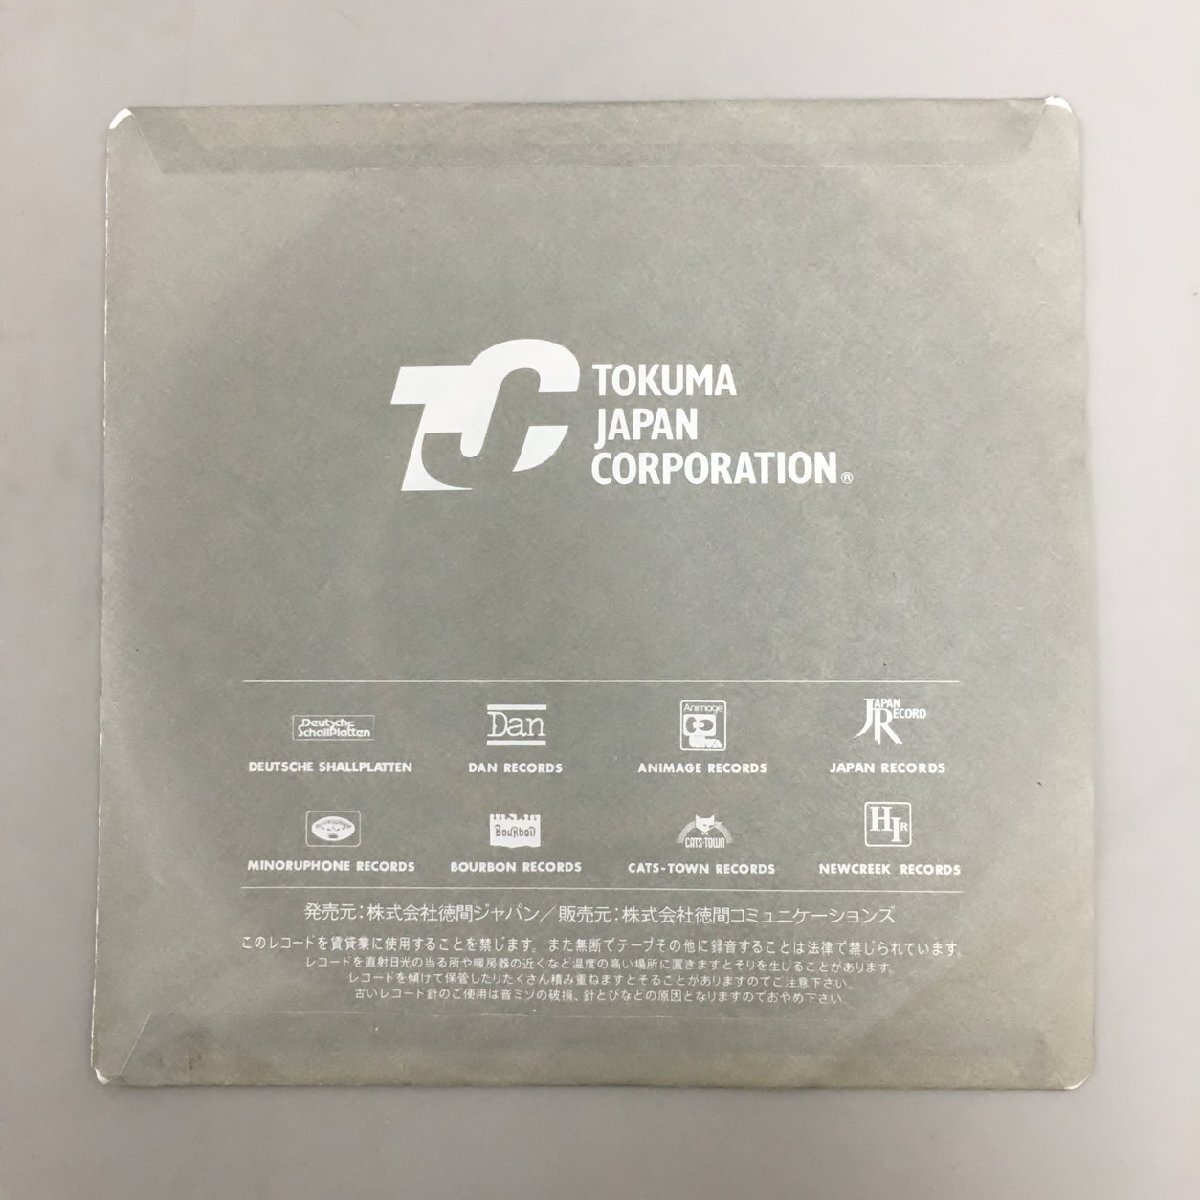 TOKUMA
JAPAN
CORPORATION®
Deutsche
SchallPlatten
Dan
Animage
JAPAN
RECORD
DEUTSCHE SHALLPLATTEN
DAN RECORDS
ANIMAGE RECORDS
JAPAN RECORDS
BouRbon
CATS-TOWN
HIR
MINORUPHONE RECORDS
BOURBON RECORDS
CATS-TOWN RECORDS
NEWCREEK RECORDS
発売元:株式会社徳間ジャパン/販売元:株式会社徳間コミュニケーションズ
このレコードを賃貸業に使用することを禁じます。また無断でテープその他に録音することは法律で禁じられています。
レコードを直射日光の当る所や暖房器の近くなど温度の高い場所に置きますとそりを生じることがあります。
レコードを傾けて保管したりたくさん積み重ねますとそることがありますのでご注意下さい。
古いレコード針のご使用は音ミゾの破損、針とびなどの原因となりますのでおやめ下さい